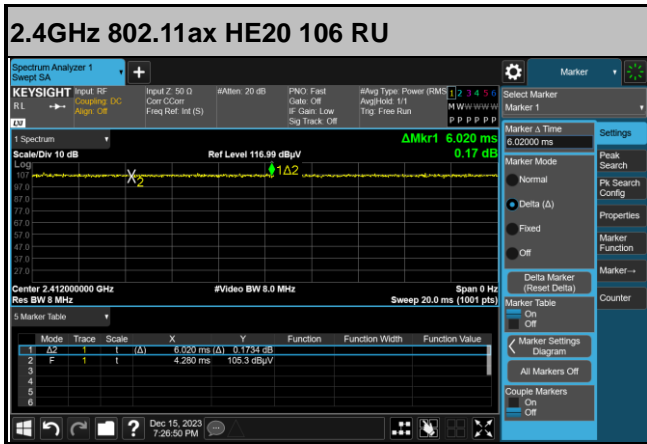 2.4GHz 802.11ax HE20 106 RU
Spectrum Analyzer 1
Swept SA
Marker
KEYSIGHT Input: RF Input Z: 50 Ω #Atten: 20 dB PNO: Fast #Avg Type: Power (RMS 1 2 3 4 5 6
RL Coupling: DC Corr CCorr Gate: Off Avg|Hold: 1/1 M W W W W W
Align: Off Freq Ref: Int (S) IF Gain: Low Trig: Free Run
Sig Track: Off P P P P P P
LXI
Select Marker
Marker 1
1 Spectrum
ΔMkr1 6.020 ms
Scale/Div 10 dB Ref Level 116.99 dBµV 0.17 dB
Log
107
97.0
87.0
77.0
67.0
57.0
47.0
37.0
27.0
X2
1Δ2
Center 2.412000000 GHz #Video BW 8.0 MHz Span 0 Hz
Res BW 8 MHz Sweep 20.0 ms (1001 pts)
5 Marker Table
Mode Trace Scale X Y Function Function Width Function Value
1 Δ2 1 t (Δ) 6.020 ms (Δ) 0.1734 dB
2 F 1 t 4.280 ms 105.3 dBµV
3
4
5
6
Marker Δ Time
6.02000 ms
Marker Mode
Normal
Delta (Δ)
Fixed
Off
Delta Marker
(Reset Delta)
Marker Table
On
Off
Marker Settings
Diagram
All Markers Off
Couple Markers
On
Off
Settings
Peak
Search
Pk Search
Config
Properties
Marker
Function
Marker→
Counter
Dec 15, 2023
7:26:50 PM